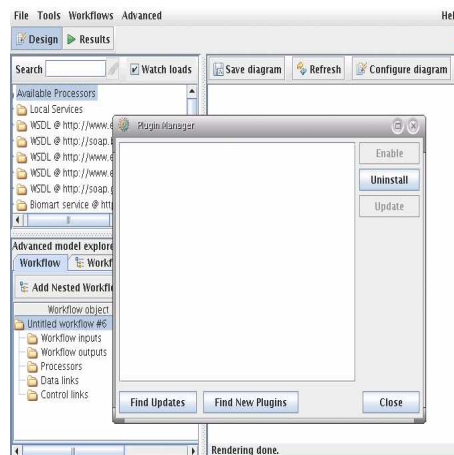 File Tools Workflows Advanced Hel
Design Results
Search Watch loads Save diagram Refresh Configure diagram
Available Processors
Local Services
WSDL @ http://www.e
WSDL @ http://soap.
WSDL @ http://www.e
WSDL @ http://www.e
WSDL @ http://soap.g
Biomart service @ http
Plugin Manager
Enable
Uninstall
Update
Find Updates Find New Plugins Close
Advanced model explore
Workflow Workf
Add Nested Workfl
Workflow object
Untitled workflow #6
Workflow inputs
Workflow outputs
Processors
Data links
Control links
Rendering done.